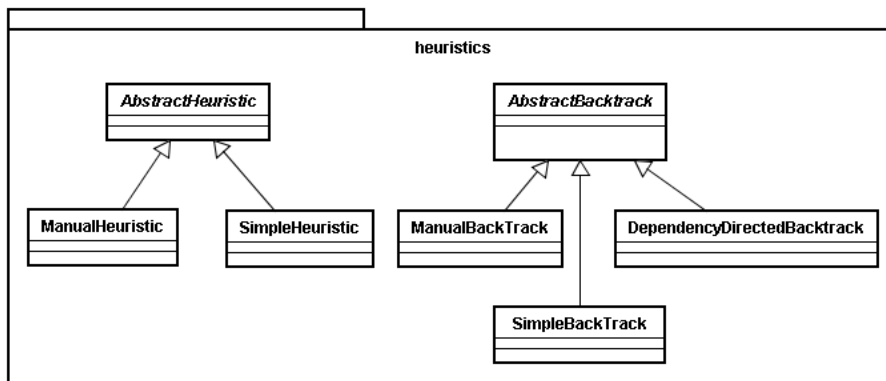 heuristics
AbstractHeuristic
AbstractBacktrack
ManualHeuristic
SimpleHeuristic
ManualBackTrack
DependencyDirectedBacktrack
SimpleBackTrack